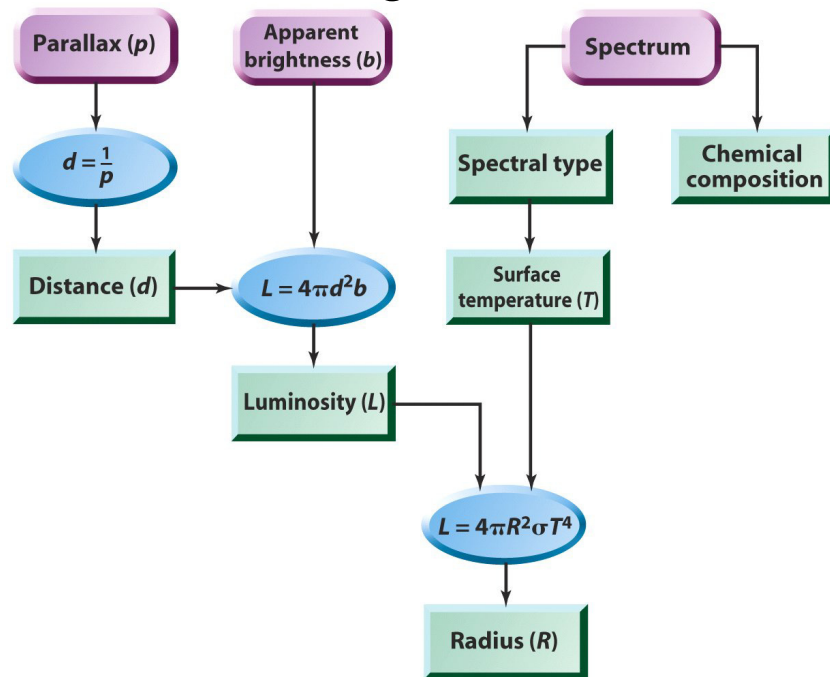 Parallax (p)
Apparent
brightness (b)
Spectrum
d = 1/p
Spectral type
Chemical
composition
Distance (d)
L = 4πd²b
Surface
temperature (T)
Luminosity (L)
L = 4πR²σT⁴
Radius (R)